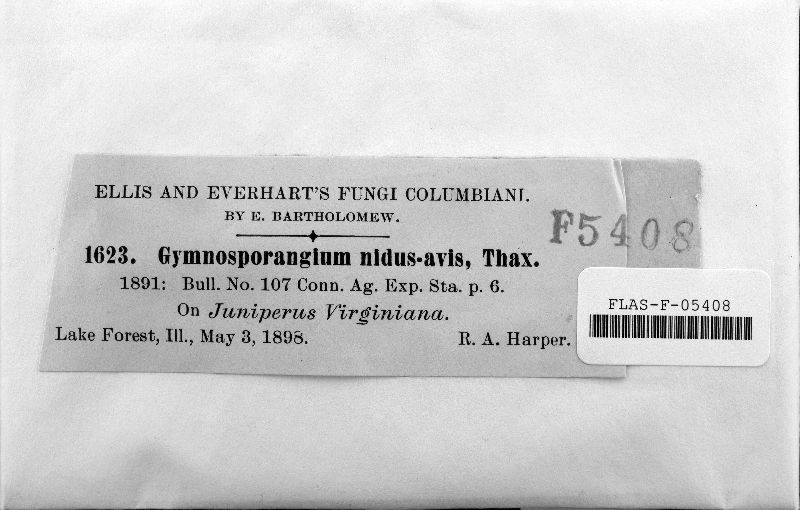 ELLIS AND EVERHART'S FUNGI COLUMBIANI.
BY E. BARTHOLOMEW.
1623. Gymnosporangium nidus-avis, Thax.
1891: Bull. No. 107 Conn. Ag. Exp. Sta. p. 6.
On Juniperus Virginiana.
Lake Forest, Ill., May 3, 1898. R. A. Harper.
F5408
FLAS-F-05408